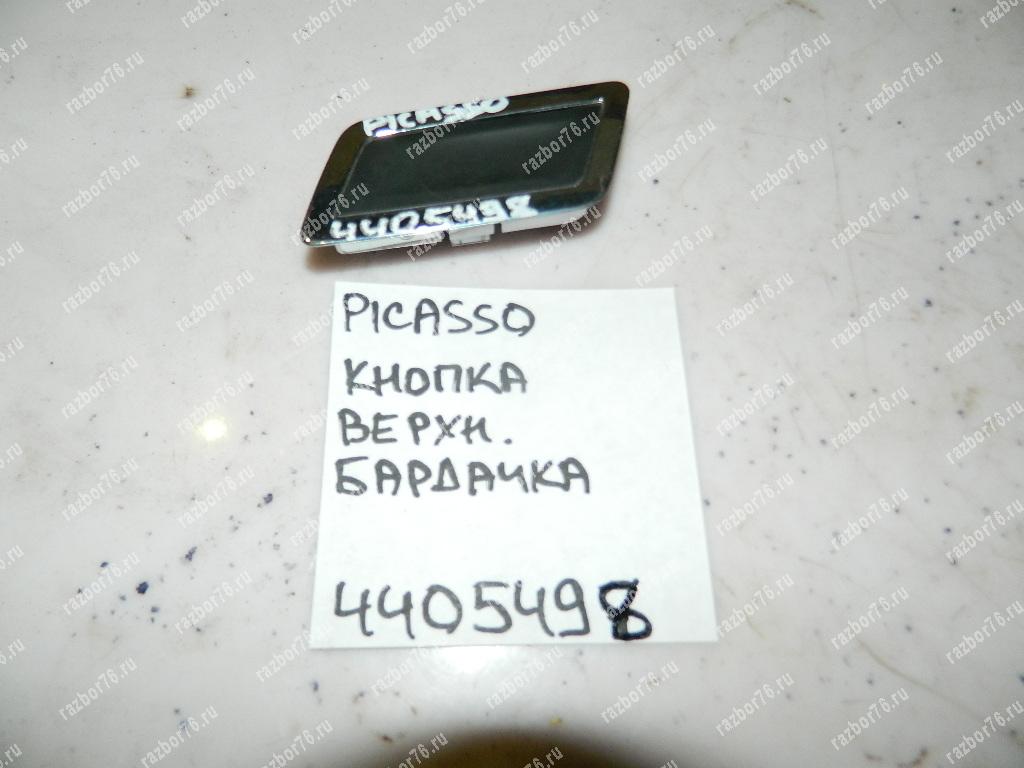 PICASSO
4405498
PICASSO
КНОПКА
ВЕРХН.
БАРДАЧКА
4405498
razbor76.ru